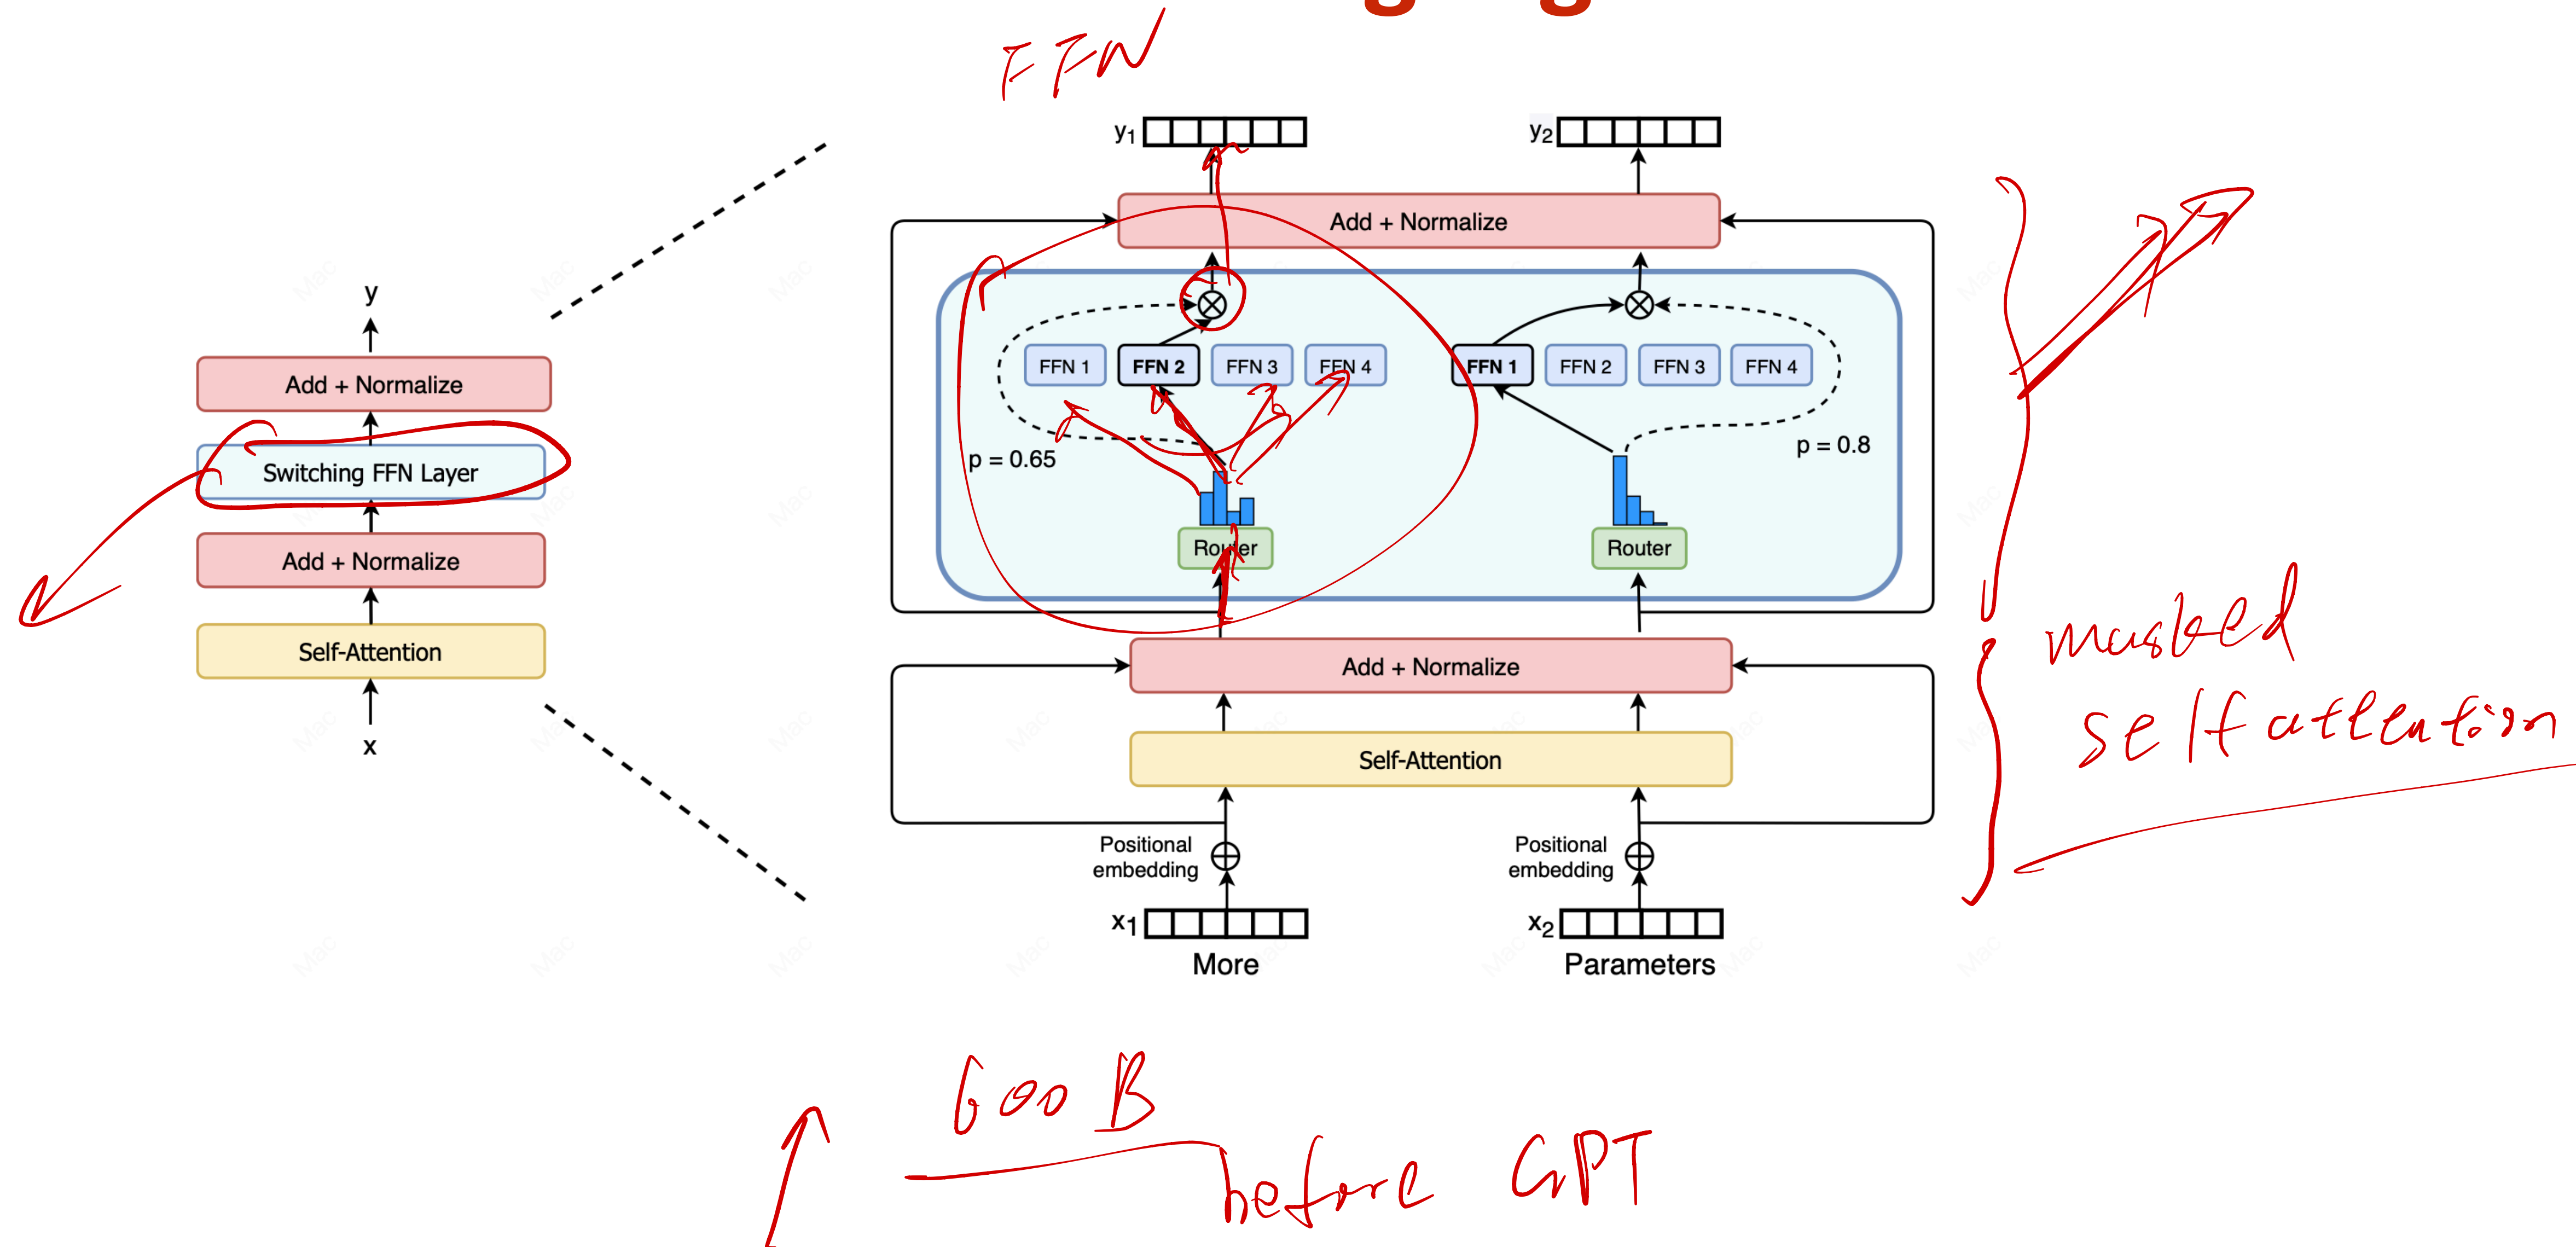 FFN
y1
y2
Add + Normalize
FFN 1 FFN 2 FFN 3 FFN 4
FFN 1 FFN 2 FFN 3 FFN 4
p = 0.65
p = 0.8
Router
Router
Add + Normalize
Self-Attention
Positional
embedding
Positional
embedding
x1
x2
More
Parameters
y
Add + Normalize
Switching FFN Layer
Add + Normalize
Self-Attention
x
masked
self attention
600 B
before GPT
Mac